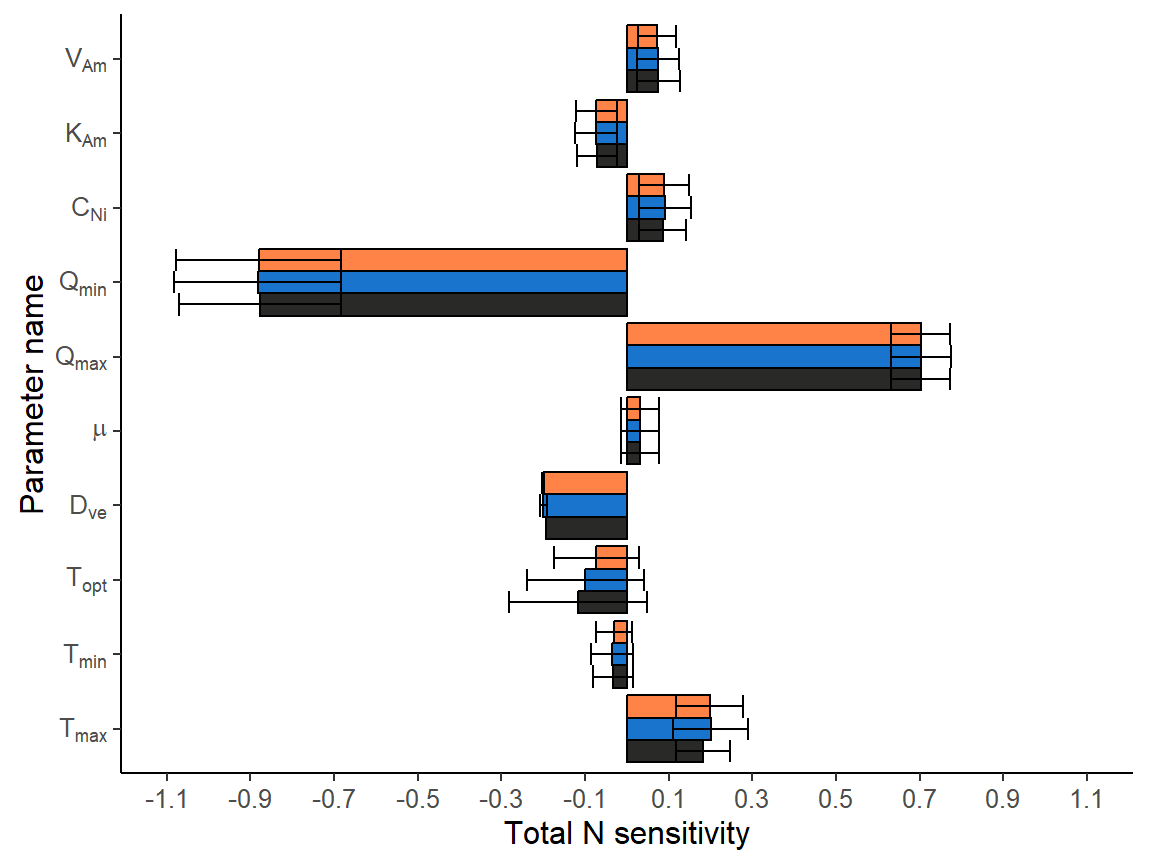 Parameter name
V_Am
K_Am
C_Ni
Q_min
Q_max
μ
D_ve
T_opt
T_min
T_max
-1.1 -0.9 -0.7 -0.5 -0.3 -0.1 0.1 0.3 0.5 0.7 0.9 1.1
Total N sensitivity